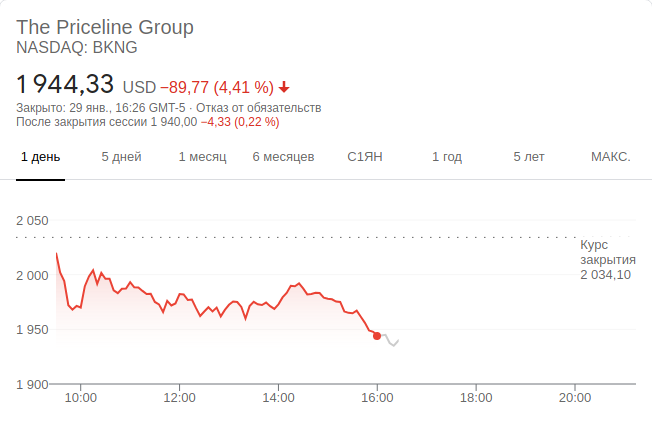 The Priceline Group
NASDAQ: BKNG
1 944,33 USD −89,77 (4,41 %)
Закрыто: 29 янв., 16:26 GMT-5 · Отказ от обязательств
После закрытия сессии 1 940,00 −4,33 (0,22 %)
1 день 5 дней 1 месяц 6 месяцев С1ЯН 1 год 5 лет МАКС.
2 050
Курс
закрытия
2 034,10
2 000
1 950
1 900
10:00 12:00 14:00 16:00 18:00 20:00